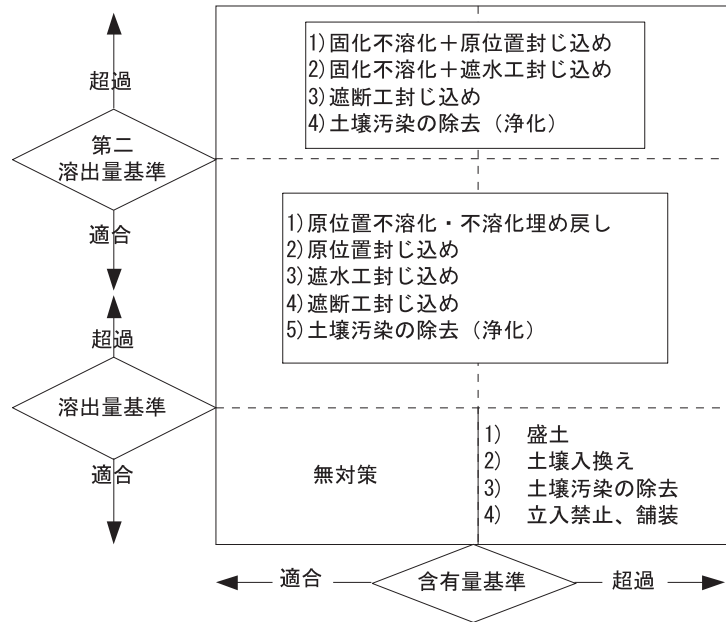 1)固化不溶化＋原位置封じ込め
2)固化不溶化＋遮水工封じ込め
3)遮断工封じ込め
4)土壌汚染の除去（浄化）
超過
第二
溶出量基準
適合
1)原位置不溶化・不溶化埋め戻し
2)原位置封じ込め
3)遮水工封じ込め
4)遮断工封じ込め
5)土壌汚染の除去（浄化）
超過
溶出量基準
適合
無対策
1) 盛土
2) 土壌入換え
3) 土壌汚染の除去
4) 立入禁止、舗装
適合
含有量基準
超過